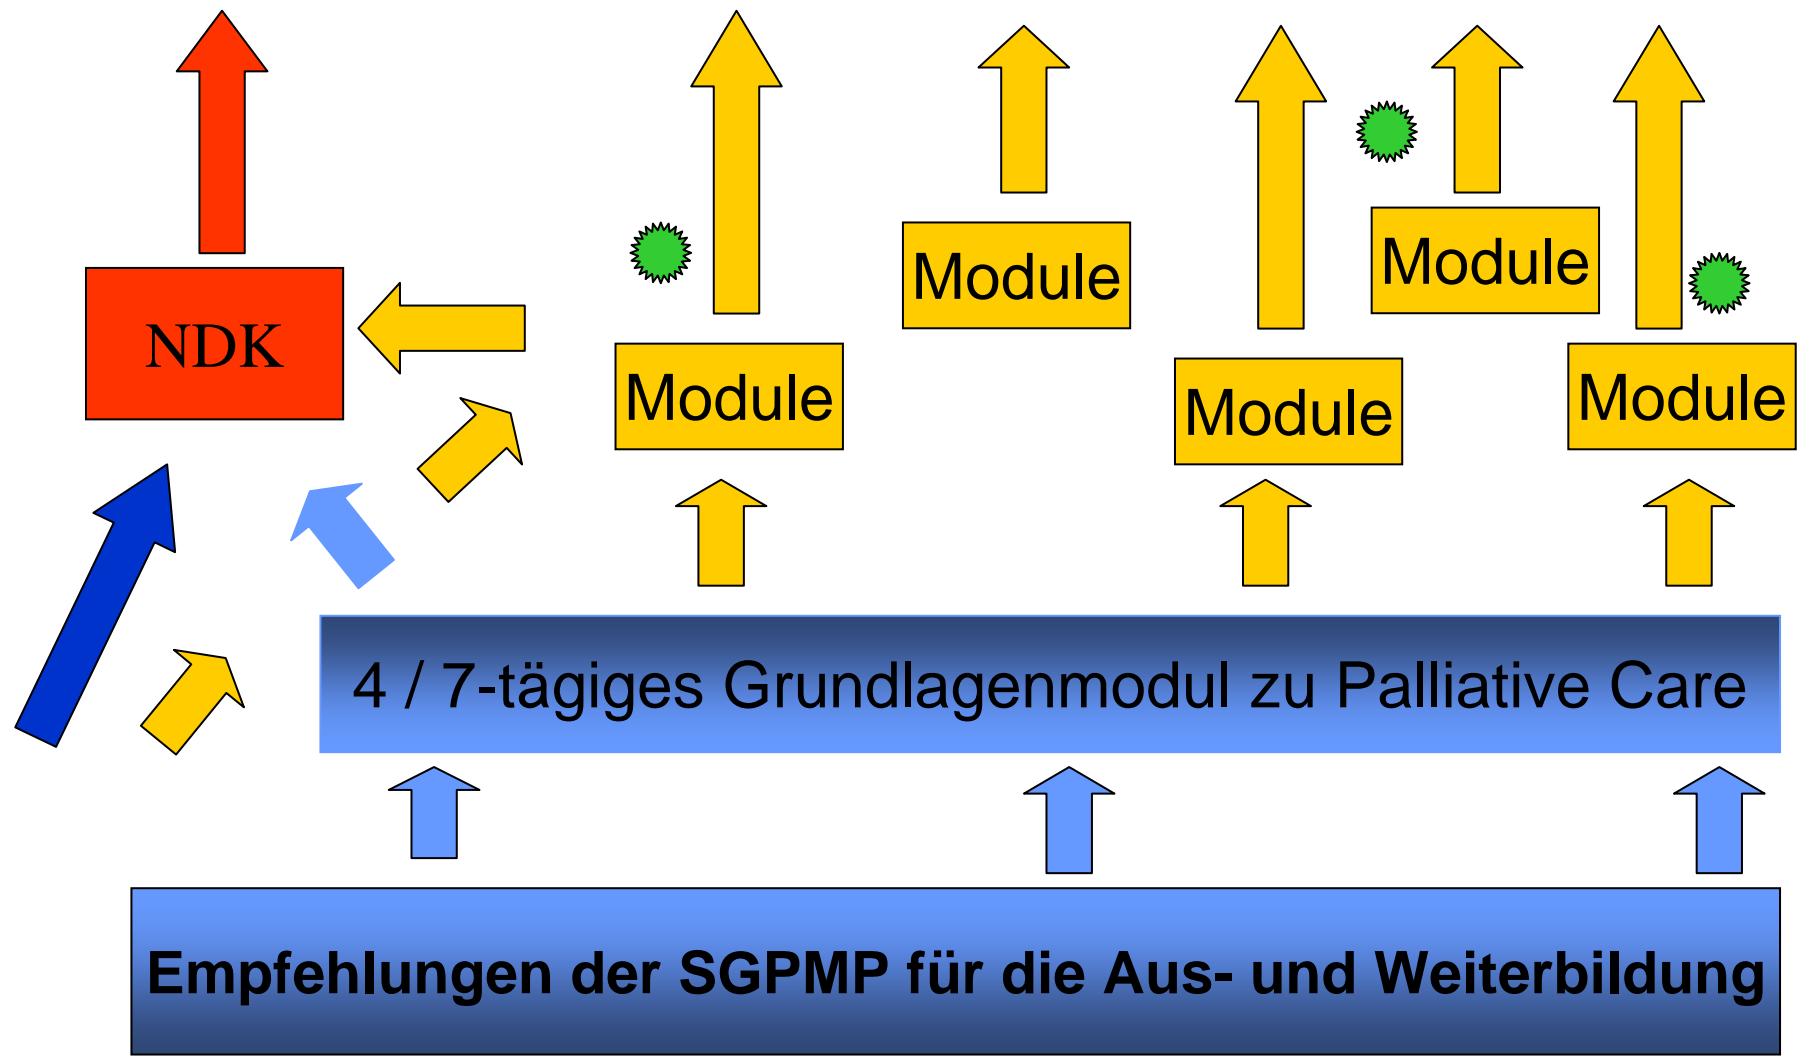 Module
Module
NDK
Module
Module
Module
4 / 7-tägiges Grundlagenmodul zu Palliative Care
Empfehlungen der SGPMP für die Aus- und Weiterbildung